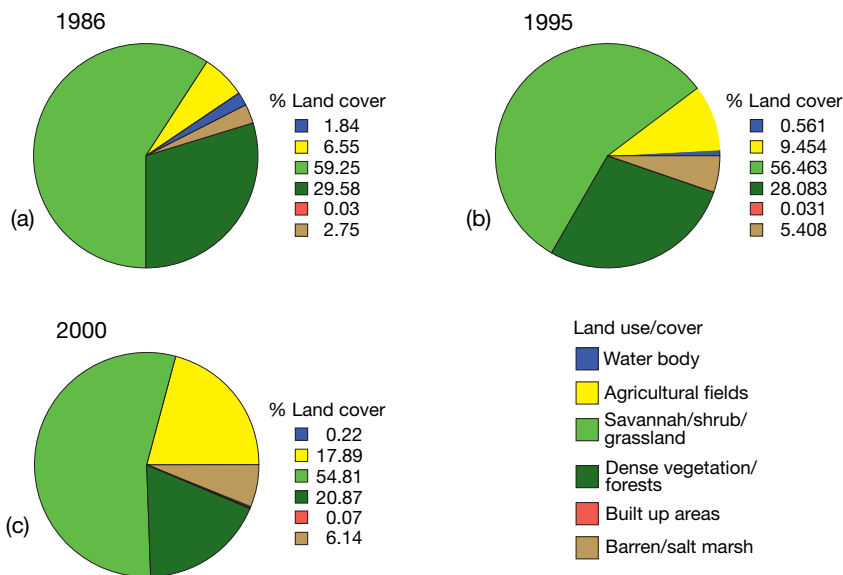 1986
% Land cover
1.84
6.55
59.25
29.58
0.03
2.75
(a)
1995
% Land cover
0.561
9.454
56.463
28.083
0.031
5.408
(b)
2000
% Land cover
0.22
17.89
54.81
20.87
0.07
6.14
(c)
Land use/cover
Water body
Agricultural fields
Savannah/shrub/
grassland
Dense vegetation/
forests
Built up areas
Barren/salt marsh